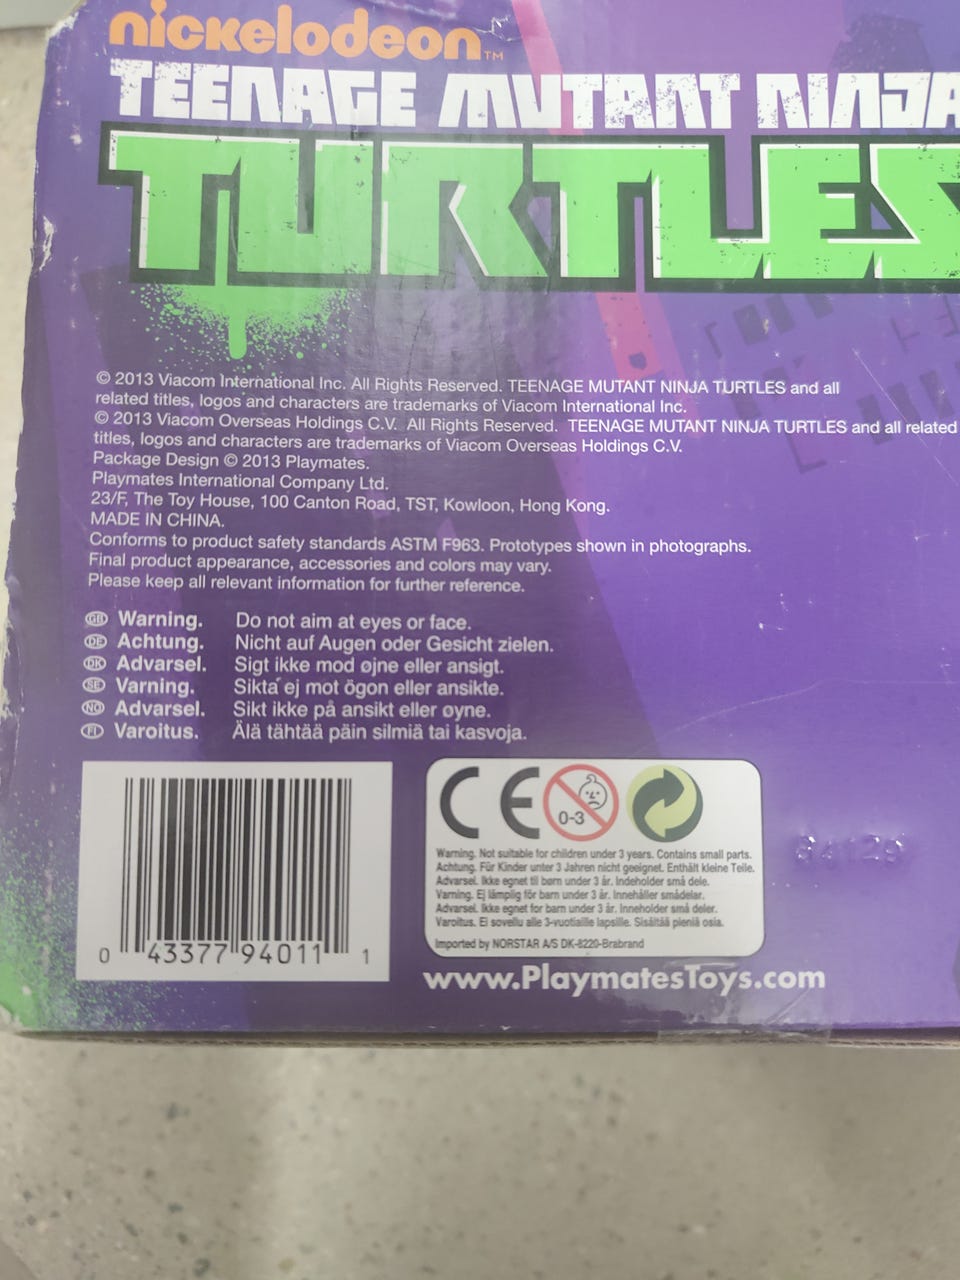 nickelodeon™
TEENAGE MUTANT NINJA
TURTLES
© 2013 Viacom International Inc. All Rights Reserved. TEENAGE MUTANT NINJA TURTLES and all
related titles, logos and characters are trademarks of Viacom International Inc.
© 2013 Viacom Overseas Holdings C.V. All Rights Reserved. TEENAGE MUTANT NINJA TURTLES and all related
titles, logos and characters are trademarks of Viacom Overseas Holdings C.V.
Package Design © 2013 Playmates.
Playmates International Company Ltd.
23/F, The Toy House, 100 Canton Road, TST, Kowloon, Hong Kong.
MADE IN CHINA.
Conforms to product safety standards ASTM F963. Prototypes shown in photographs.
Final product appearance, accessories and colors may vary.
Please keep all relevant information for further reference.
GB Warning. Do not aim at eyes or face.
DE Achtung. Nicht auf Augen oder Gesicht zielen.
DK Advarsel. Sigt ikke mod øjne eller ansigt.
SE Varning. Sikta ej mot ögon eller ansikte.
NO Advarsel. Sikt ikke på ansikt eller øyne.
FI Varoitus. Älä tähtää päin silmiä tai kasvoja.
0 43377 94011 1
CE
0-3
Warning. Not suitable for children under 3 years. Contains small parts.
Achtung. Für Kinder unter 3 Jahren nicht geeignet. Enthält kleine Teile.
Advarsel. Ikke egnet til børn under 3 år. Indeholder små dele.
Varning. Ej lämplig för barn under 3 år. Innehåller smådelar.
Advarsel. Ikke egnet for barn under 3 år. Inneholder små deler.
Varoitus. Ei sovellu alle 3-vuotiaille lapsille. Sisältää pieniä osia.
Imported by NORSTAR A/S DK-8220-Brabrand
www.PlaymatesToys.com